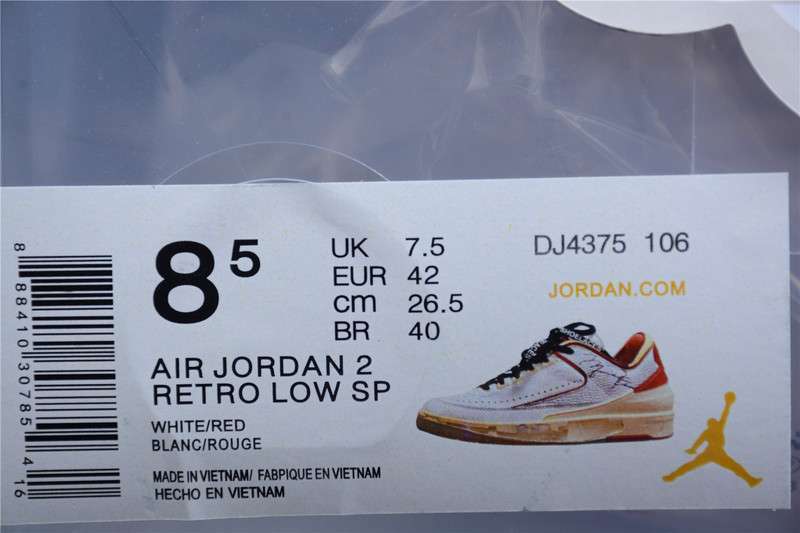 8 88410 30785 4 16
8 5
UK 7.5
EUR 42
cm 26.5
BR 40
DJ4375 106
JORDAN.COM
AIR JORDAN 2
RETRO LOW SP
WHITE/RED
BLANC/ROUGE
MADE IN VIETNAM/ FABPIQUE EN VIETNAM
HECHO EN VIETNAM